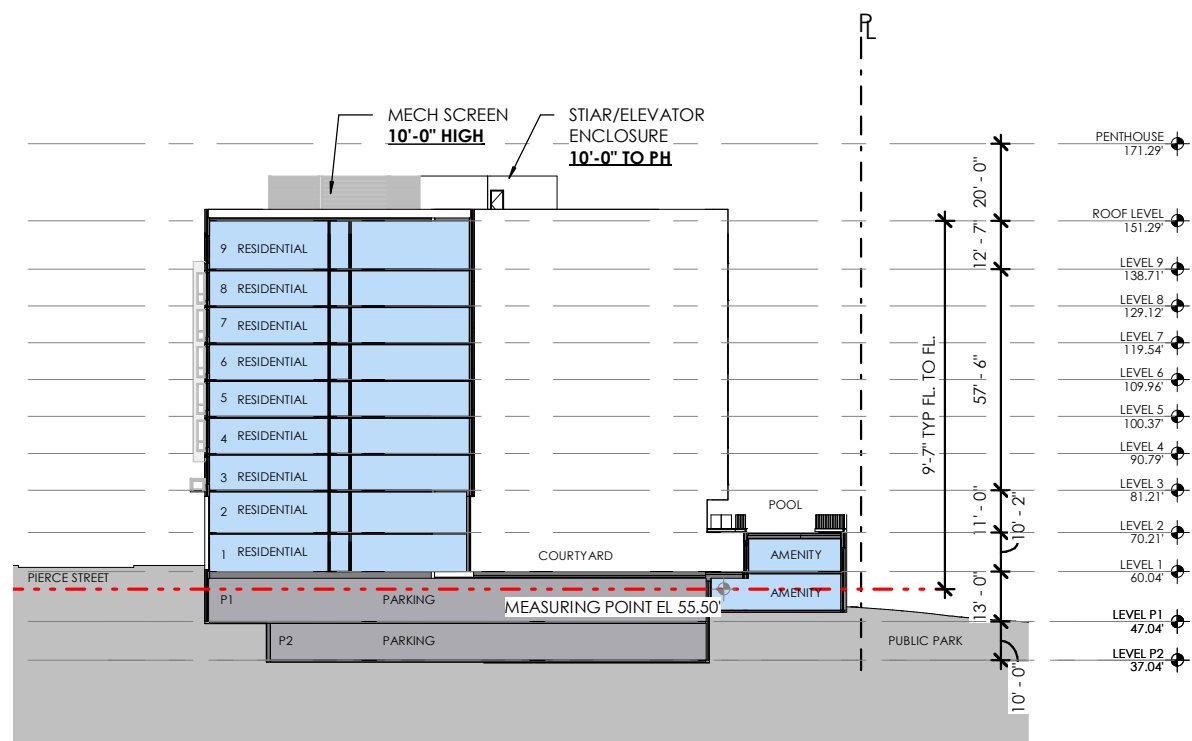 PL
MECH SCREEN
10'-0" HIGH
STIAR/ELEVATOR
ENCLOSURE
10'-0" TO PH
PENTHOUSE
171.29'
20' - 0"
ROOF LEVEL
151.29'
12' - 7"
9 RESIDENTIAL
LEVEL 9
138.71'
8 RESIDENTIAL
LEVEL 8
129.12'
7 RESIDENTIAL
LEVEL 7
119.54'
6 RESIDENTIAL
9'-7" TYP FL. TO FL.
57' - 6"
LEVEL 6
109.96'
5 RESIDENTIAL
LEVEL 5
100.37'
4 RESIDENTIAL
LEVEL 4
90.79'
3 RESIDENTIAL
LEVEL 3
81.21'
2 RESIDENTIAL
POOL
11' - 0"
10' - 2"
LEVEL 2
70.21'
1 RESIDENTIAL
COURTYARD
AMENITY
LEVEL 1
60.04'
PIERCE STREET
P1
PARKING
MEASURING POINT EL 55.50'
AMENITY
13' - 0"
LEVEL P1
47.04'
P2
PARKING
PUBLIC PARK
LEVEL P2
37.04'
10' - 0"